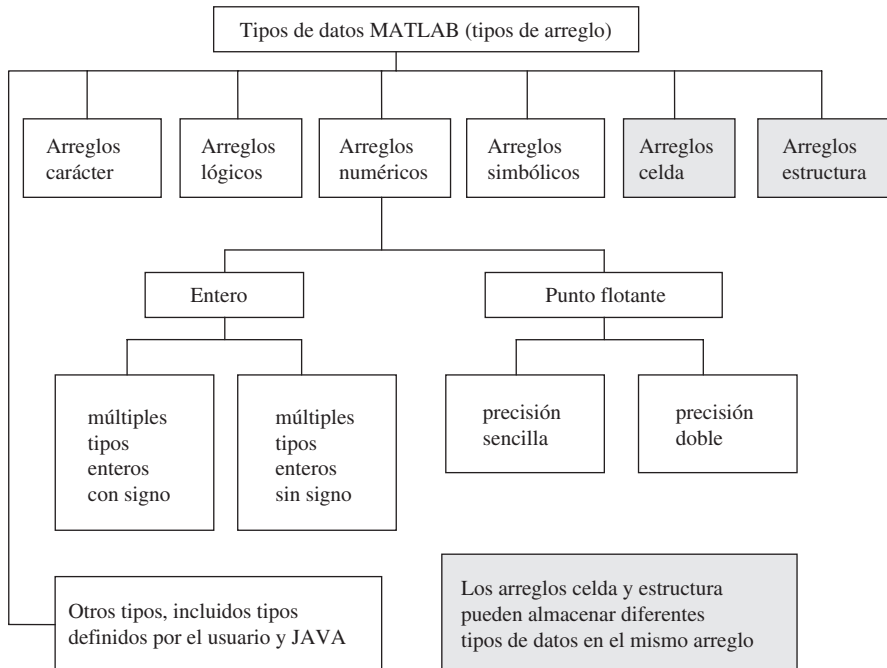 Tipos de datos MATLAB (tipos de arreglo)
Arreglos
carácter
Arreglos
lógicos
Arreglos
numéricos
Arreglos
simbólicos
Arreglos
celda
Arreglos
estructura
Entero
Punto flotante
múltiples
tipos
enteros
con signo
múltiples
tipos
enteros
sin signo
precisión
sencilla
precisión
doble
Otros tipos, incluidos tipos
definidos por el usuario y JAVA
Los arreglos celda y estructura
pueden almacenar diferentes
tipos de datos en el mismo arreglo